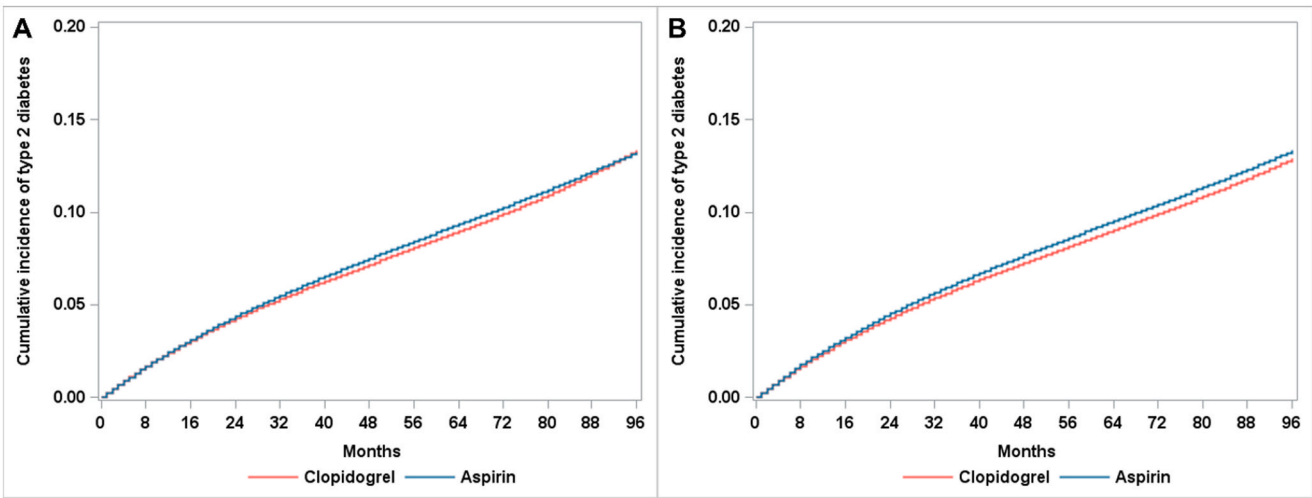 A
Cumulative incidence of type 2 diabetes
0.20
0.15
0.10
0.05
0.00
0 8 16 24 32 40 48 56 64 72 80 88 96
Months
Clopidogrel Aspirin
B
Cumulative incidence of type 2 diabetes
0.20
0.15
0.10
0.05
0.00
0 8 16 24 32 40 48 56 64 72 80 88 96
Months
Clopidogrel Aspirin